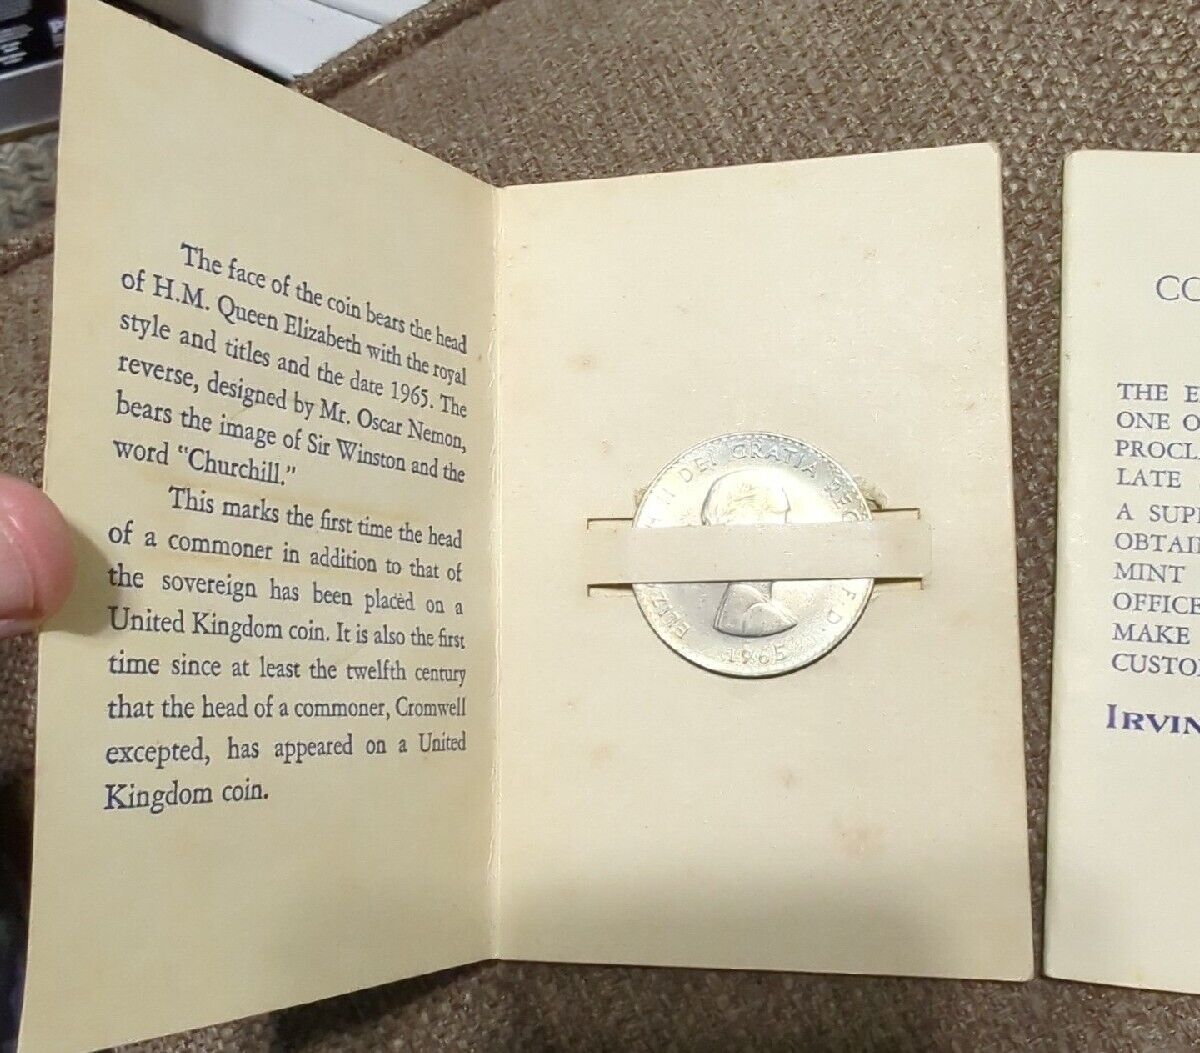 The face of the coin bears the head
of H.M. Queen Elizabeth with the royal
style and titles and the date 1965. The
reverse, designed by Mr. Oscar Nemon,
bears the image of Sir Winston and the
word "Churchill."
This marks the first time the head
of a commoner in addition to that of
the sovereign has been placed on a
United Kingdom coin. It is also the first
time since at least the twelfth century
that the head of a commoner, Cromwell
excepted, has appeared on a United
Kingdom coin.
II DEI GRATIA REG
F.D.
ELIZ
1965
CO
THE E
ONE O
PROCL
LATE
A SUP
OBTAI
MINT
OFFICE
MAKE
CUSTO
IRVIN